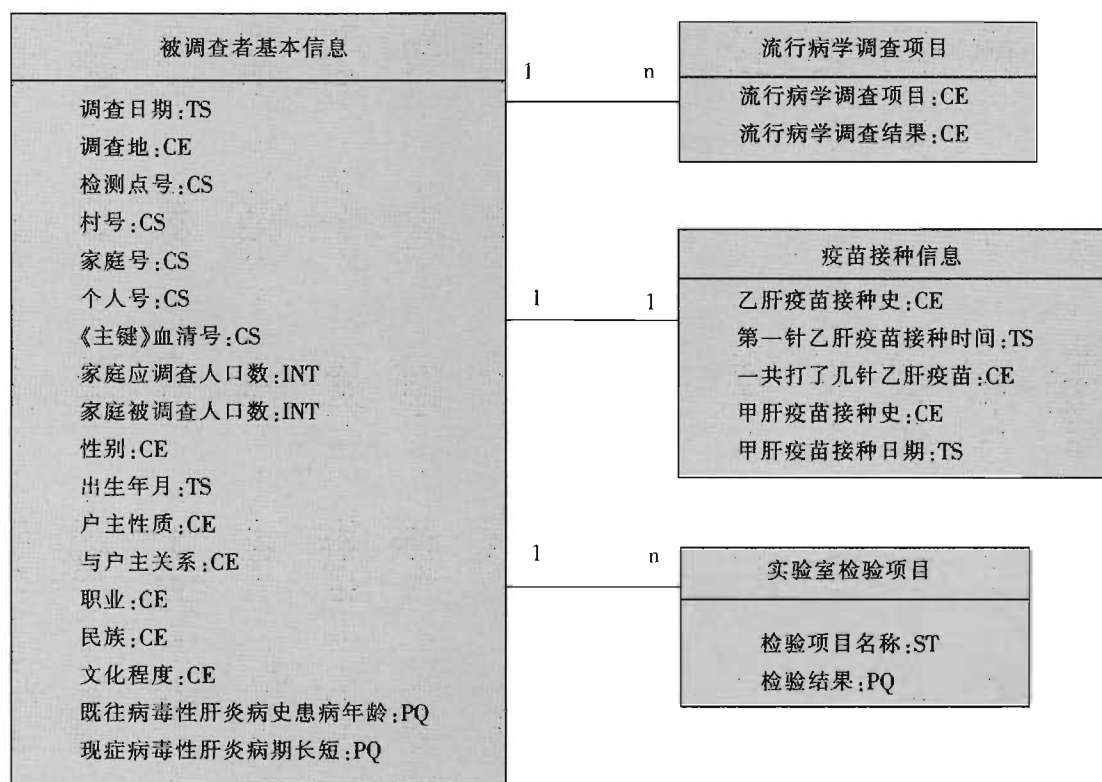 被调查者基本信息
调查日期:TS
调查地:CE
检测点号:CS
村号:CS
家庭号:CS
个人号:CS
《主键》血清号:CS
家庭应调查人口数:INT
家庭被调查人口数:INT
性别:CE
出生年月:TS
户主性质:CE
与户主关系:CE
职业:CE
民族:CE
文化程度:CE
既往病毒性肝炎病史患病年龄:PQ
现症病毒性肝炎病期长短:PQ
1 n
流行病学调查项目
流行病学调查项目:CE
流行病学调查结果:CE
1 1
疫苗接种信息
乙肝疫苗接种史:CE
第一针乙肝疫苗接种时间:TS
一共打了几针乙肝疫苗:CE
甲肝疫苗接种史:CE
甲肝疫苗接种日期:TS
1 n
实验室检验项目
检验项目名称:ST
检验结果:PQ